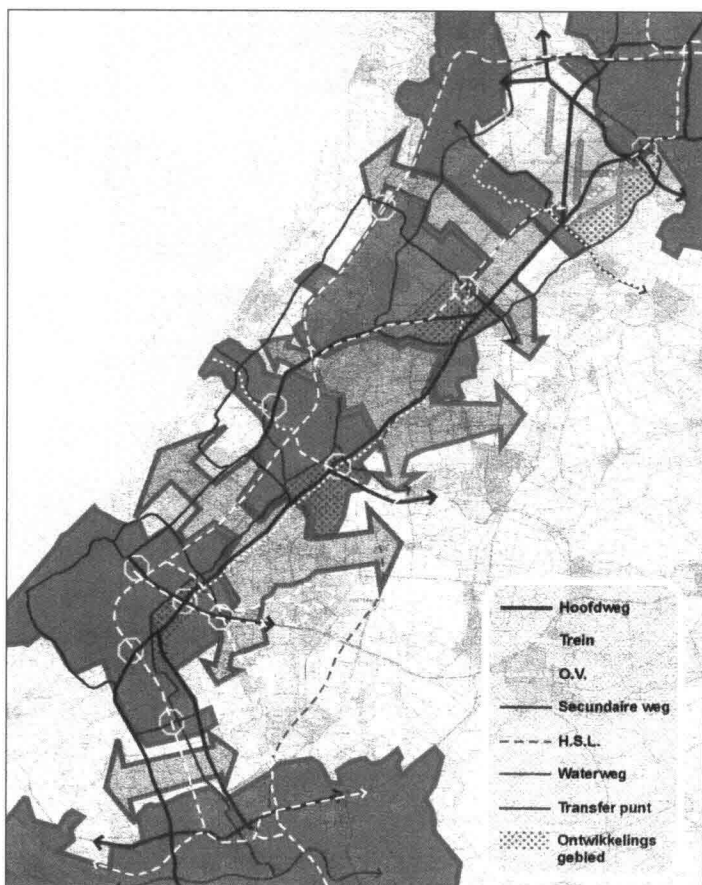 Hoofdweg
Trein
O.V.
Secundaire weg
H.S.L.
Waterweg
Transfer punt
Ontwikkelings
gebied